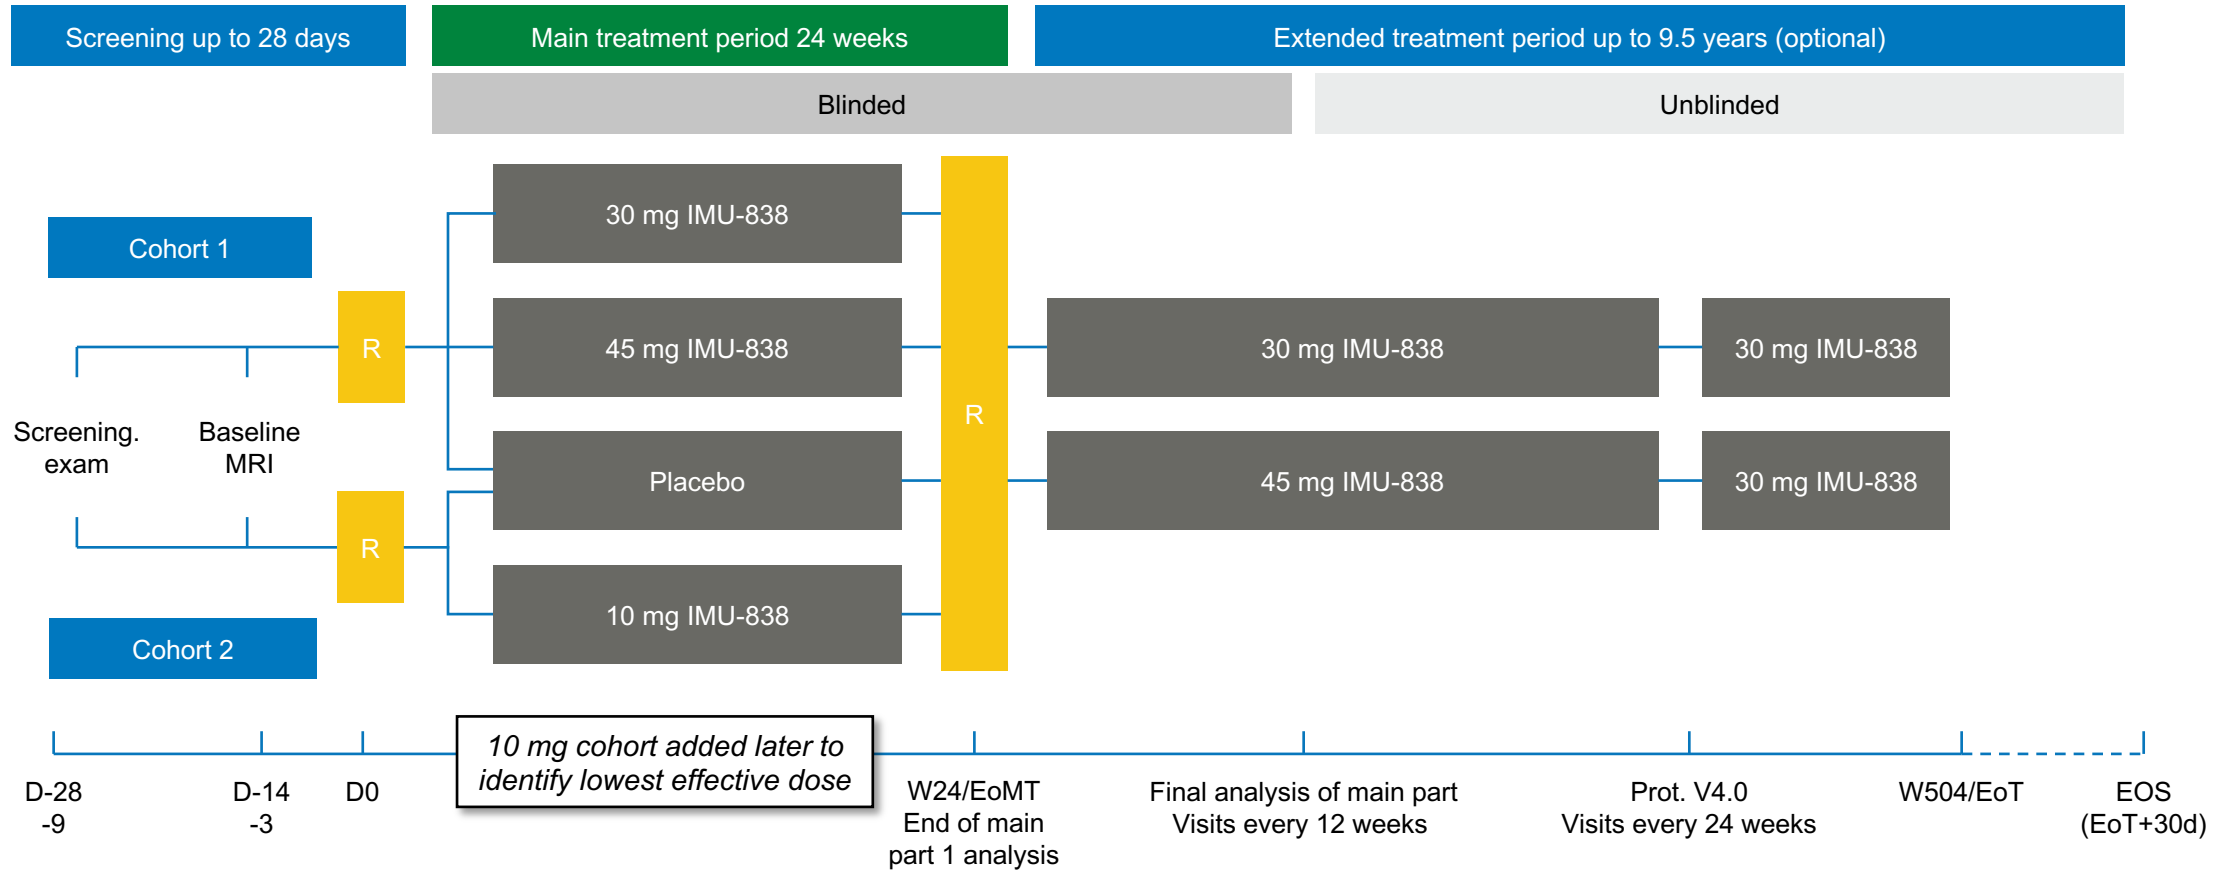 Screening up to 28 days
Main treatment period 24 weeks
Extended treatment period up to 9.5 years (optional)
Blinded
Unblinded
Cohort 1
30 mg IMU-838
R
45 mg IMU-838
30 mg IMU-838
30 mg IMU-838
Screening.
exam
Baseline
MRI
R
Placebo
45 mg IMU-838
30 mg IMU-838
R
10 mg IMU-838
Cohort 2
10 mg cohort added later to
identify lowest effective dose
D-28
-9
D-14
-3
D0
W24/EoMT
End of main
part 1 analysis
Final analysis of main part
Visits every 12 weeks
Prot. V4.0
Visits every 24 weeks
W504/EoT
EOS
(EoT+30d)